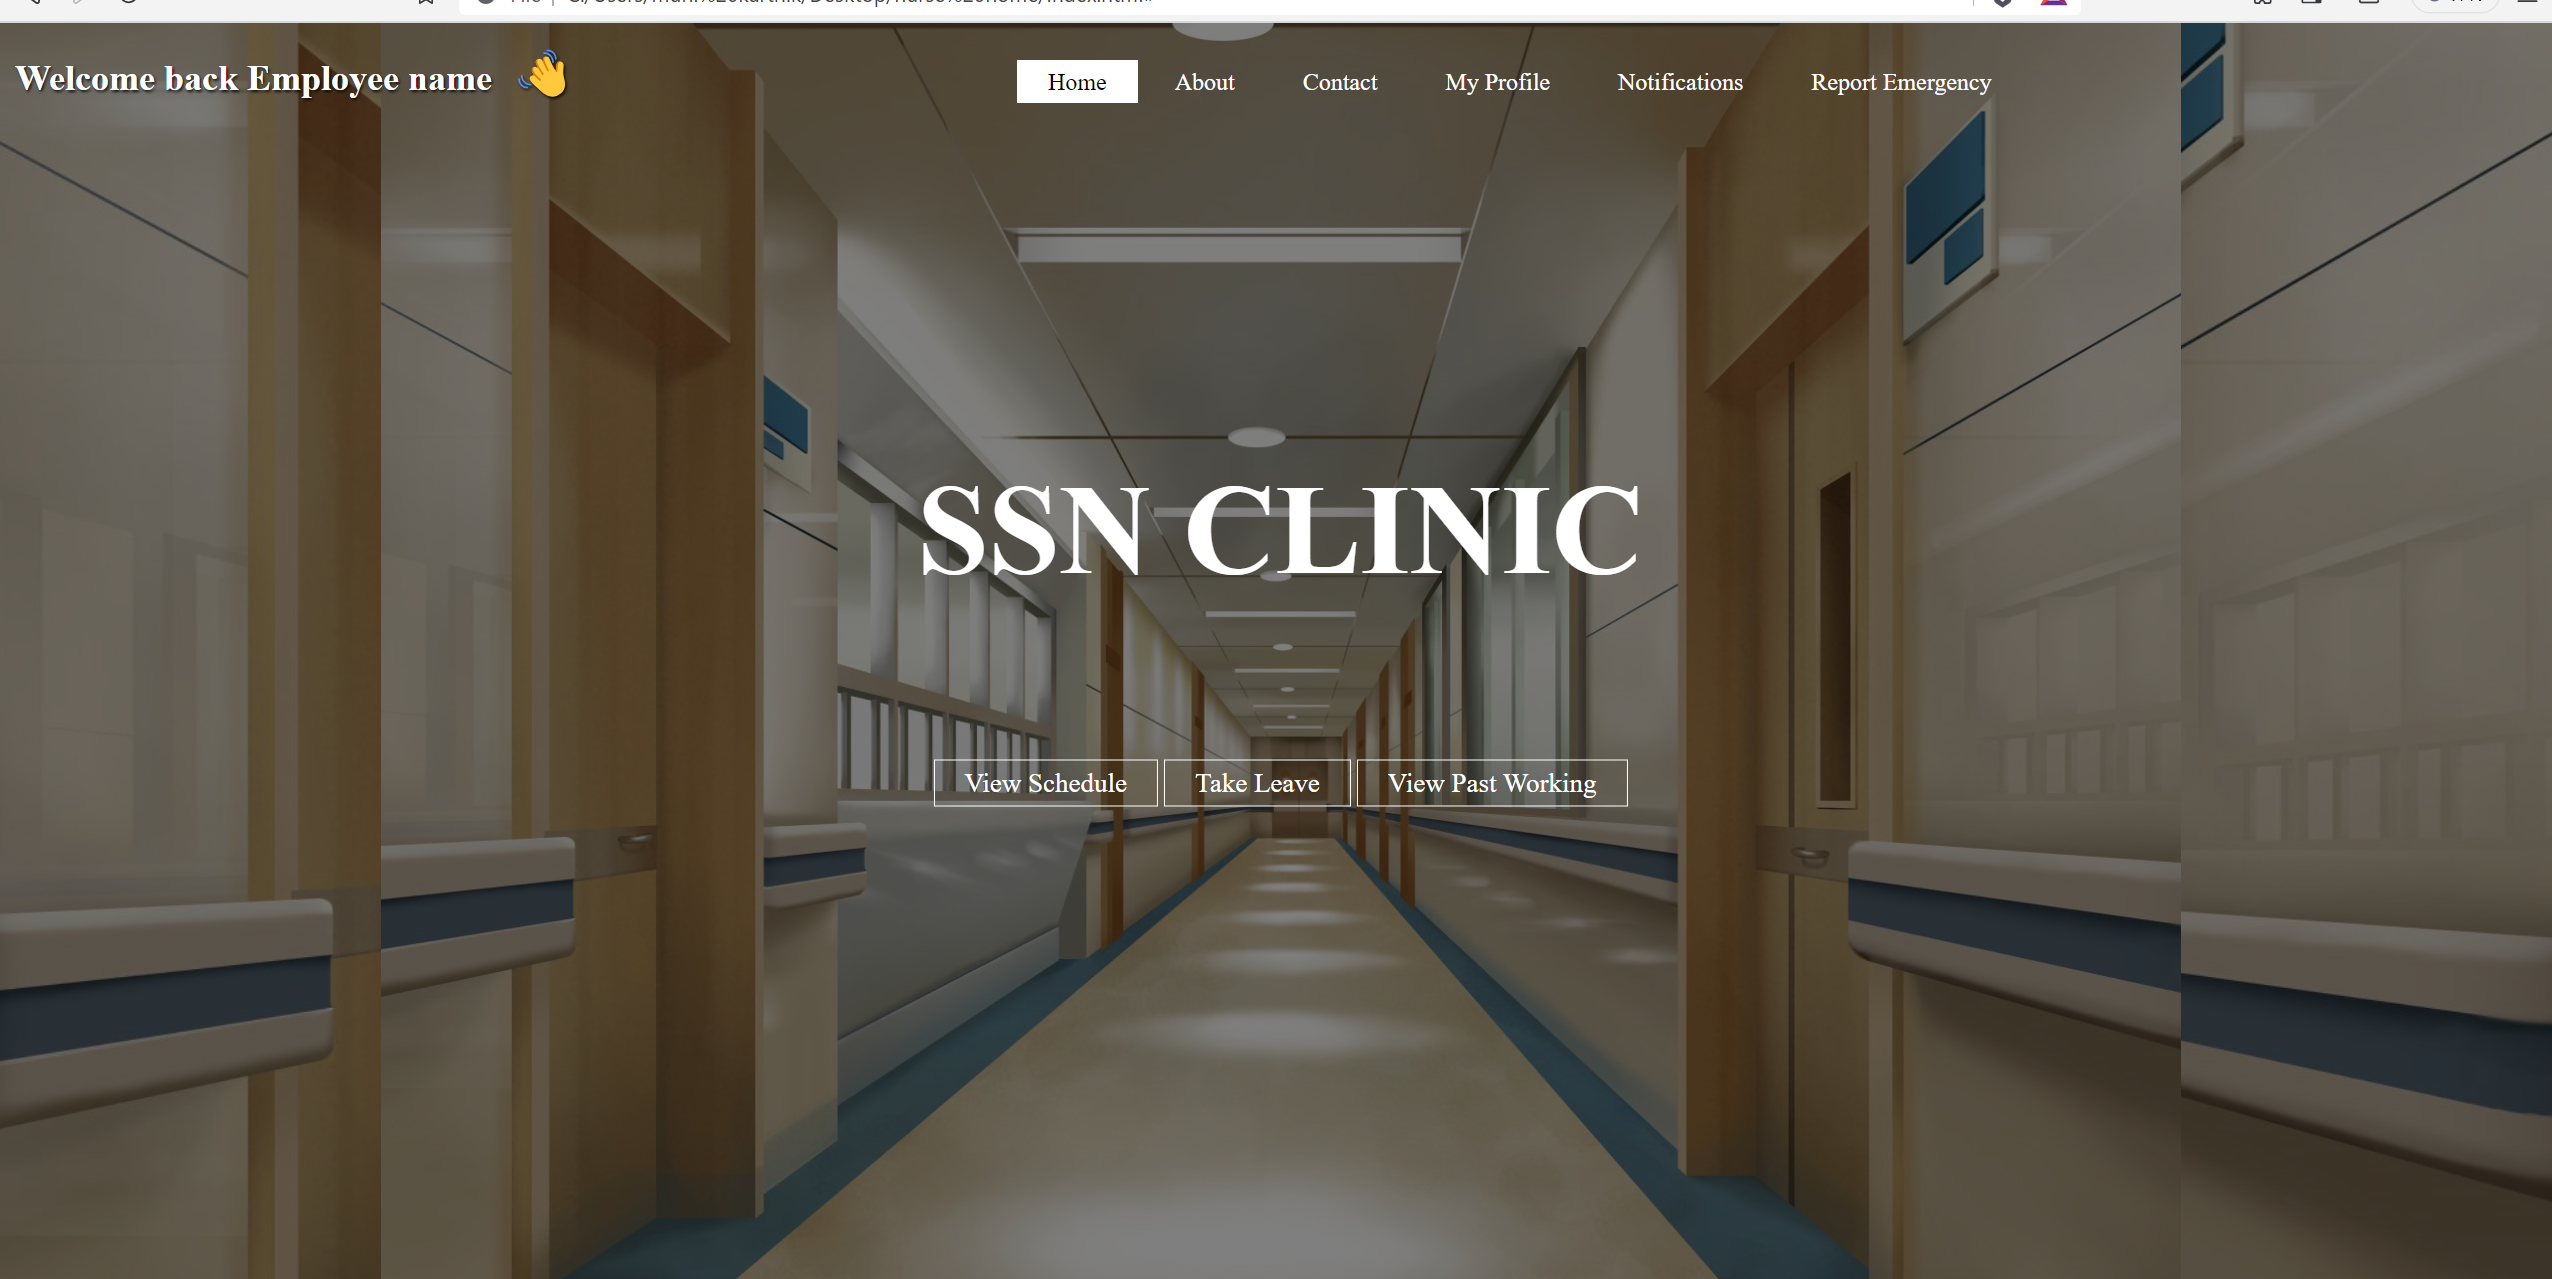 Welcome back Employee name 👋
Home About Contact My Profile Notifications Report Emergency
SSN CLINIC
View Schedule Take Leave View Past Working